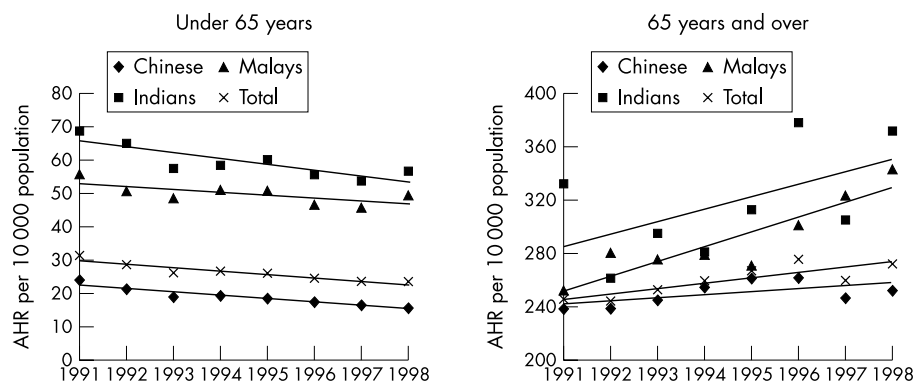 Under 65 years
Chinese Malays
Indians Total
AHR per 10 000 population
80
70
60
50
40
30
20
10
0
1991 1992 1993 1994 1995 1996 1997 1998
65 years and over
Chinese Malays
Indians Total
AHR per 10 000 population
400
360
320
280
240
200
1991 1992 1993 1994 1995 1996 1997 1998